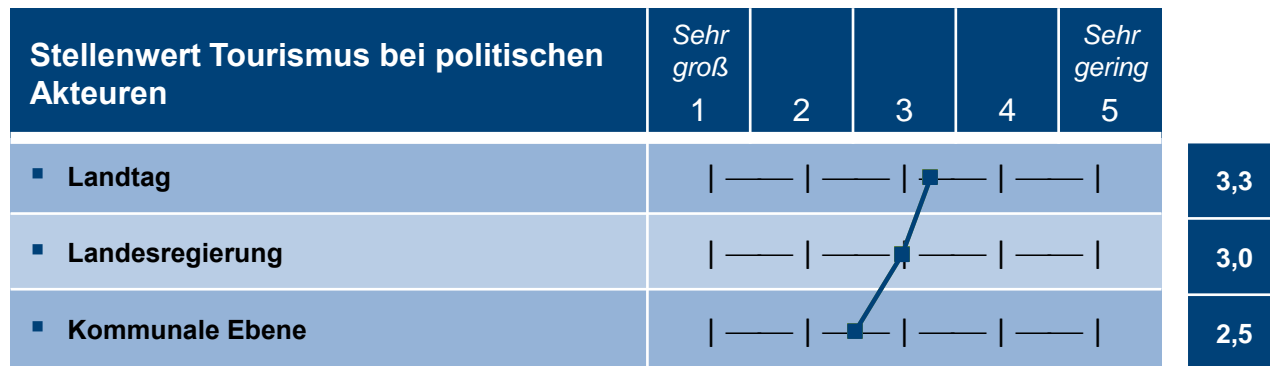 Stellenwert Tourismus bei politischen
Akteuren
Sehr
groß
1
2
3
4
Sehr
gering
5
Landtag
3,3
Landesregierung
3,0
Kommunale Ebene
2,5